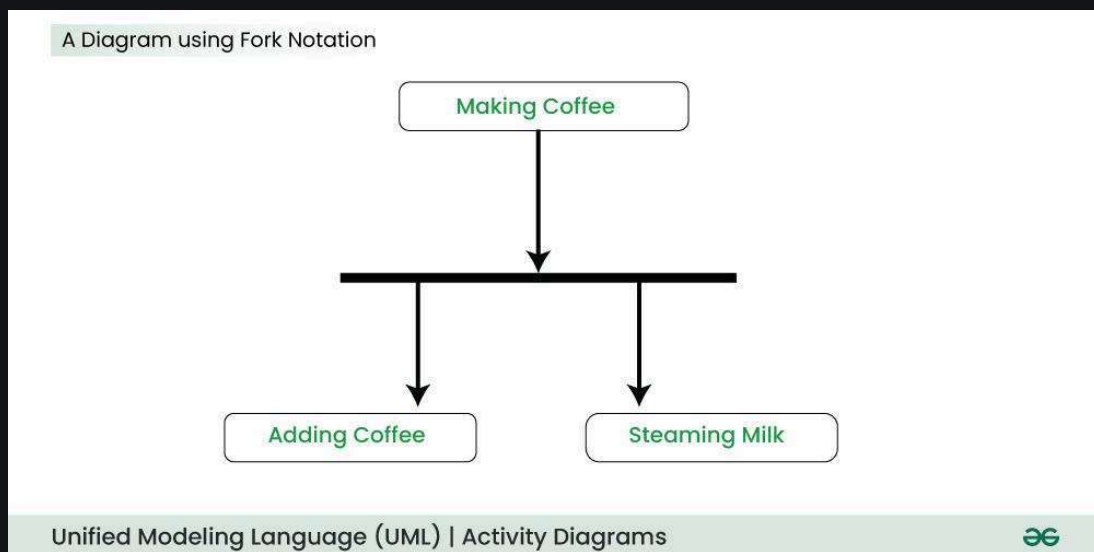 A Diagram using Fork Notation
Making Coffee
Adding Coffee
Steaming Milk
Unified Modeling Language (UML) | Activity Diagrams